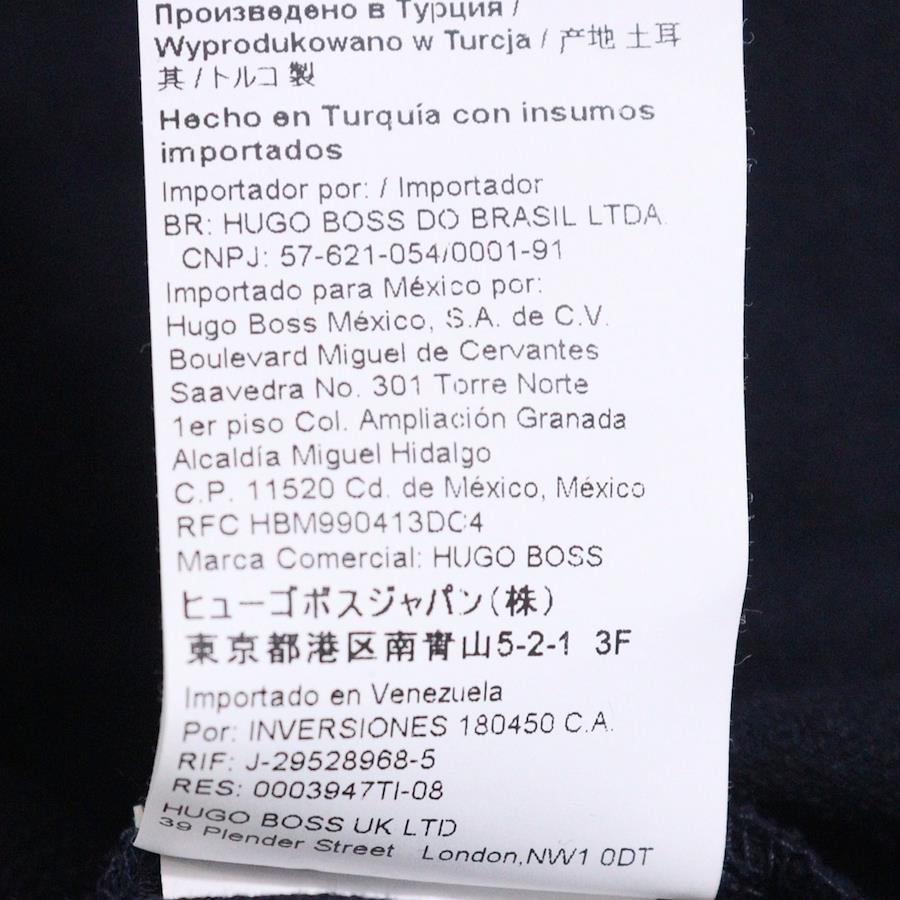 Произведено в Турция /
Wyprodukowano w Turcja / 产地 土耳
其 / トルコ 製
Hecho en Turquía con insumos
importados
Importador por: / Importador
BR: HUGO BOSS DO BRASIL LTDA.
CNPJ: 57-621-054/0001-91
Importado para México por:
Hugo Boss México, S.A. de C.V.
Boulevard Miguel de Cervantes
Saavedra No. 301 Torre Norte
1er piso Col. Ampliación Granada
Alcaldía Miguel Hidalgo
C.P. 11520 Cd. de México, México
RFC HBM990413DC4
Marca Comercial: HUGO BOSS
ヒューゴボスジャパン(株)
東京都港区南青山5-2-1 3F
Importado en Venezuela
Por: INVERSIONES 180450 C.A.
RIF: J-29528968-5
RES: 0003947TI-08
HUGO BOSS UK LTD
39 Plender Street London,NW1 0DT